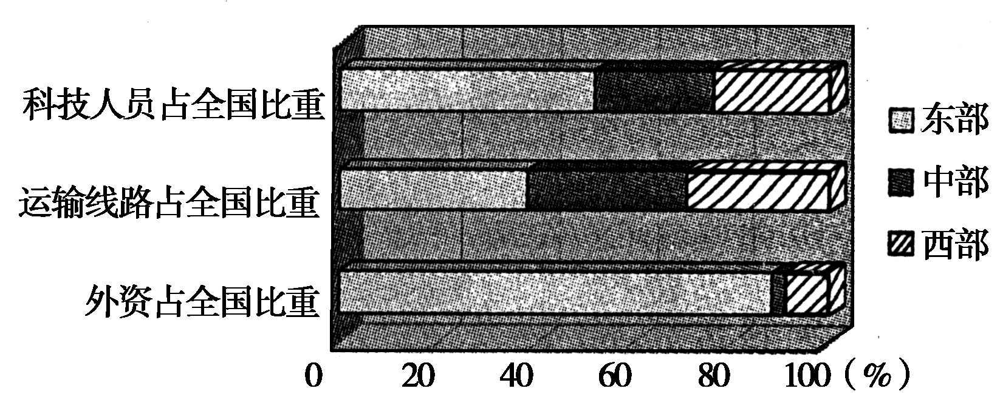 科技人员占全国比重
运输线路占全国比重
外资占全国比重
0 20 40 60 80 100 (%)
东部
中部
西部